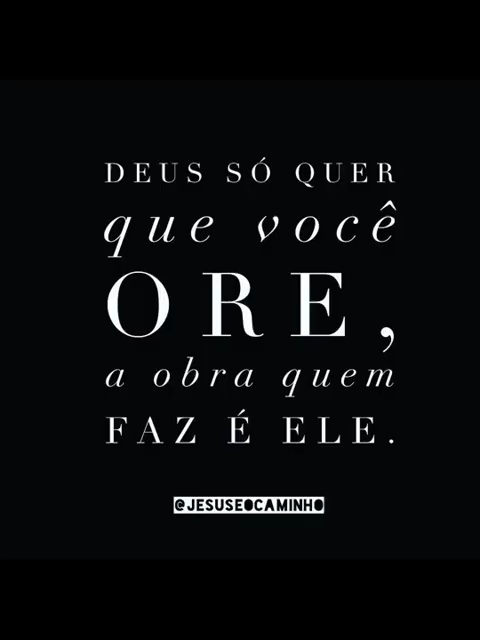 DEUS SÓ QUER
que você
ORE,
a obra quem
FAZ É ELE.
@JESUSEOCAMINHO